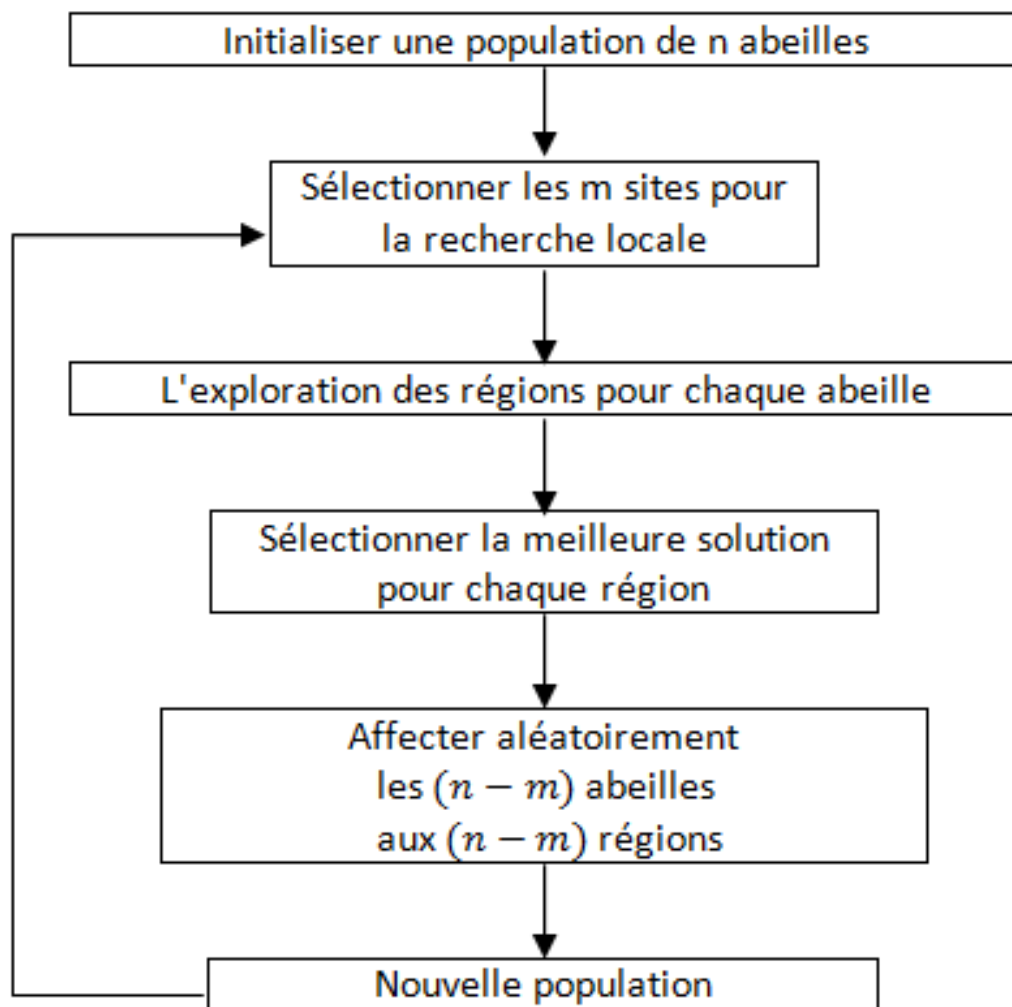 Initialiser une population de n abeilles
Sélectionner les m sites pour
la recherche locale
L'exploration des régions pour chaque abeille
Sélectionner la meilleure solution
pour chaque région
Affecter aléatoirement
les (n − m) abeilles
aux (n − m) régions
Nouvelle population